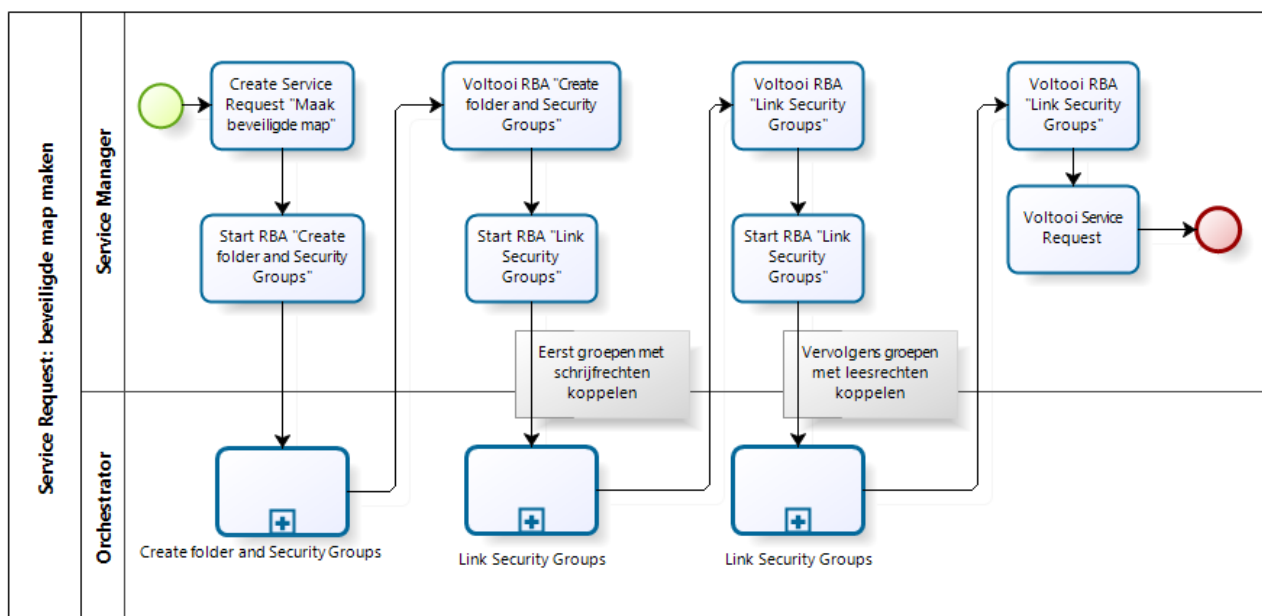 Service Request: beveiligde map maken
Service Manager
Create Service
Request "Maak
beveiligde map"
Start RBA "Create
folder and Security
Groups"
Voltooi RBA "Create
folder and Security
Groups"
Start RBA "Link
Security
Groups"
Eerst groepen met
schrijfrechten
koppelen
Voltooi RBA
"Link Security
Groups"
Start RBA "Link
Security
Groups"
Vervolgens groepen
met leesrechten
koppelen
Voltooi RBA
"Link Security
Groups"
Voltooi Service
Request
Orchestrator
Create folder and Security Groups
Link Security Groups
Link Security Groups